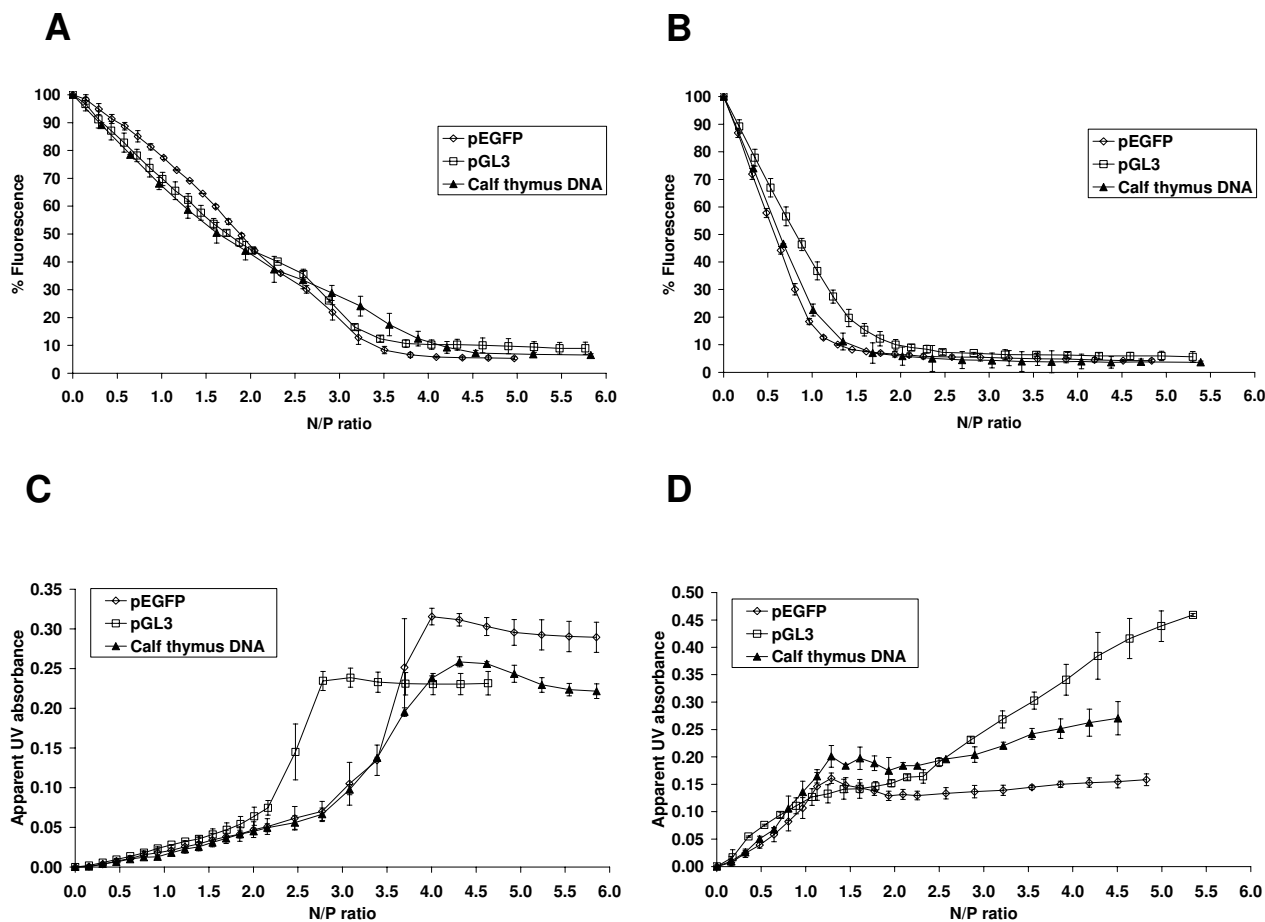 A
100
90
80
70
60
50
40
30
20
10
0
% Fluorescence
pEGFP
pGL3
Calf thymus DNA
0.0 0.5 1.0 1.5 2.0 2.5 3.0 3.5 4.0 4.5 5.0 5.5 6.0
N/P ratio
B
100
90
80
70
60
50
40
30
20
10
0
% Fluorescence
pEGFP
pGL3
Calf thymus DNA
0.0 0.5 1.0 1.5 2.0 2.5 3.0 3.5 4.0 4.5 5.0 5.5 6.0
N/P ratio
C
0.35
0.30
0.25
0.20
0.15
0.10
0.05
0.00
Apparent UV absorbance
pEGFP
pGL3
Calf thymus DNA
0.0 0.5 1.0 1.5 2.0 2.5 3.0 3.5 4.0 4.5 5.0 5.5 6.0
N/P ratio
D
0.50
0.45
0.40
0.35
0.30
0.25
0.20
0.15
0.10
0.05
0.00
Apparent UV absorbance
pEGFP
pGL3
Calf thymus DNA
0.0 0.5 1.0 1.5 2.0 2.5 3.0 3.5 4.0 4.5 5.0 5.5 6.0
N/P ratio